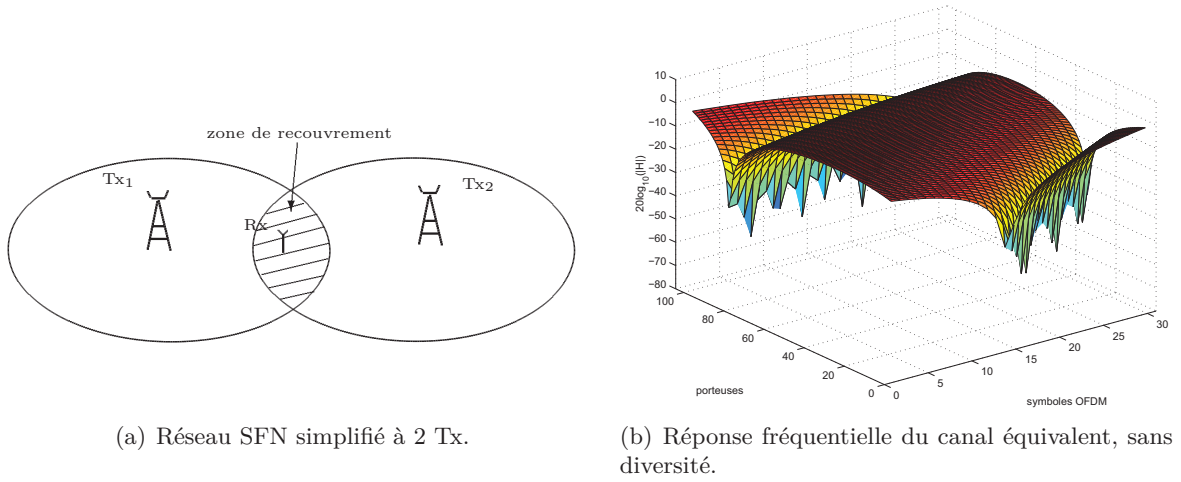 zone de recouvrement
Tx1
Tx2
Rx
(a) Réseau SFN simplifié à 2 Tx.
10
0
−10
−20
−30
−40
−50
−60
−70
−80
20log10(|H|)
100
80
60
40
20
0
porteuses
0
5
10
15
20
25
30
symboles OFDM
(b) Réponse fréquentielle du canal équivalent, sans
diversité.